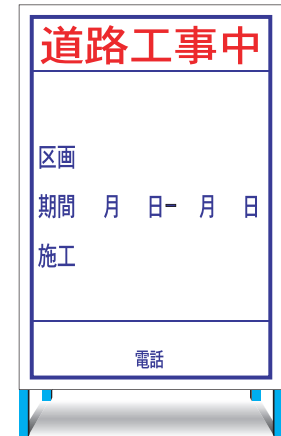 道路工事中
区画
期間 月 日- 月 日
施工
電話